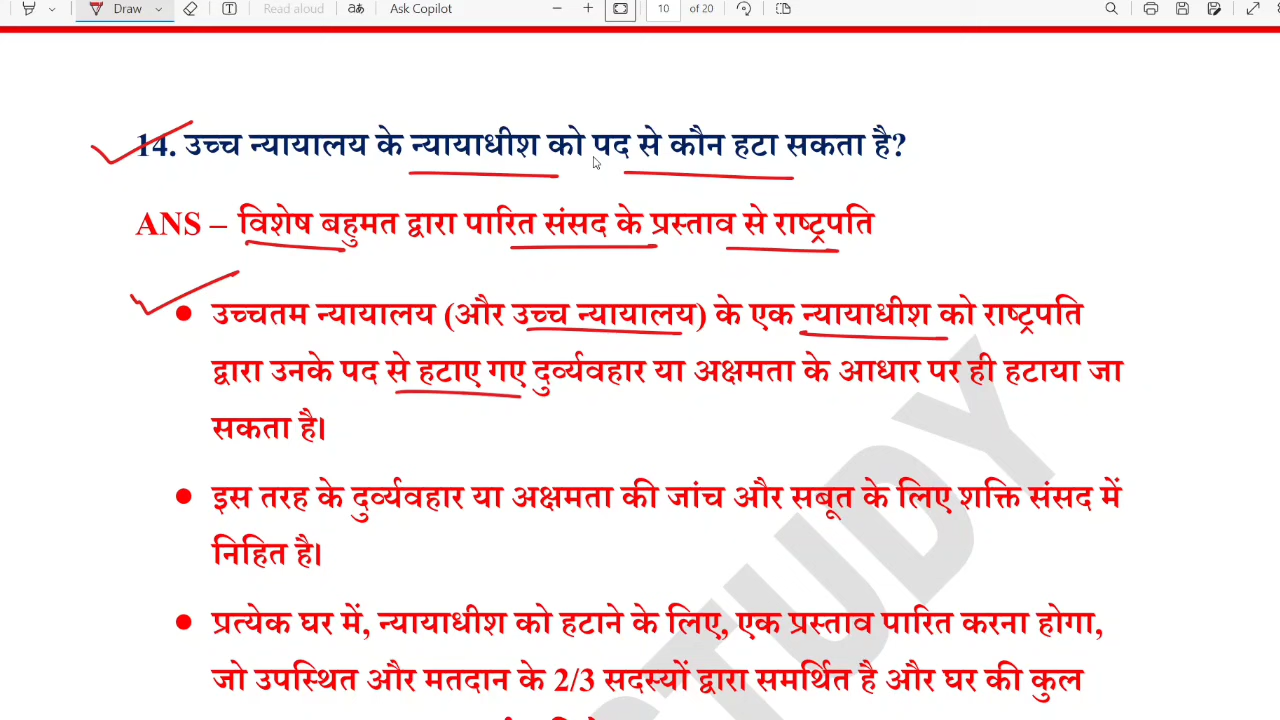 Draw
Read aloud
aあ
Ask Copilot
10
of 20
14. उच्च न्यायालय के न्यायाधीश को पद से कौन हटा सकता है?
ANS – विशेष बहुमत द्वारा पारित संसद के प्रस्ताव से राष्ट्रपति
उच्चतम न्यायालय (और उच्च न्यायालय) के एक न्यायाधीश को राष्ट्रपति
द्वारा उनके पद से हटाए गए दुर्व्यवहार या अक्षमता के आधार पर ही हटाया जा
सकता है।
इस तरह के दुर्व्यवहार या अक्षमता की जांच और सबूत के लिए शक्ति संसद में
निहित है।
प्रत्येक घर में, न्यायाधीश को हटाने के लिए, एक प्रस्ताव पारित करना होगा,
जो उपस्थित और मतदान के 2/3 सदस्यों द्वारा समर्थित है और घर की कुल
STUDY